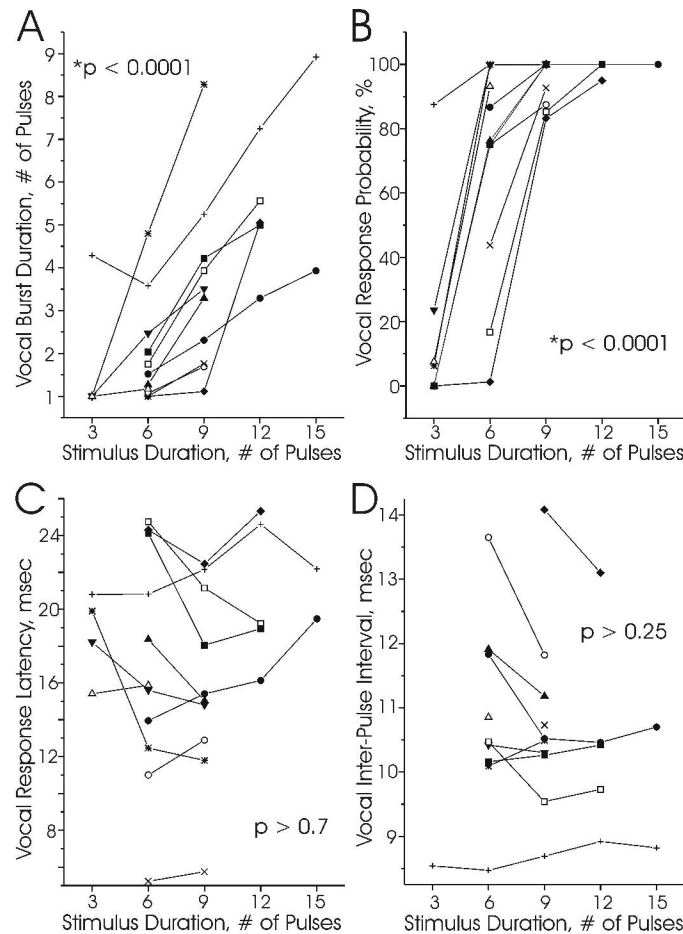 A
*p < 0.0001
Vocal Burst Duration, # of Pulses
9
8
7
6
5
4
3
2
1
3 6 9 12 15
Stimulus Duration, # of Pulses
B
*p < 0.0001
Vocal Response Probability, %
100
80
60
40
20
0
3 6 9 12 15
Stimulus Duration, # of Pulses
C
p > 0.7
Vocal Response Latency, msec
24
20
16
12
8
3 6 9 12 15
Stimulus Duration, # of Pulses
D
p > 0.25
Vocal Inter-Pulse Interval, msec
14
13
12
11
10
9
3 6 9 12 15
Stimulus Duration, # of Pulses